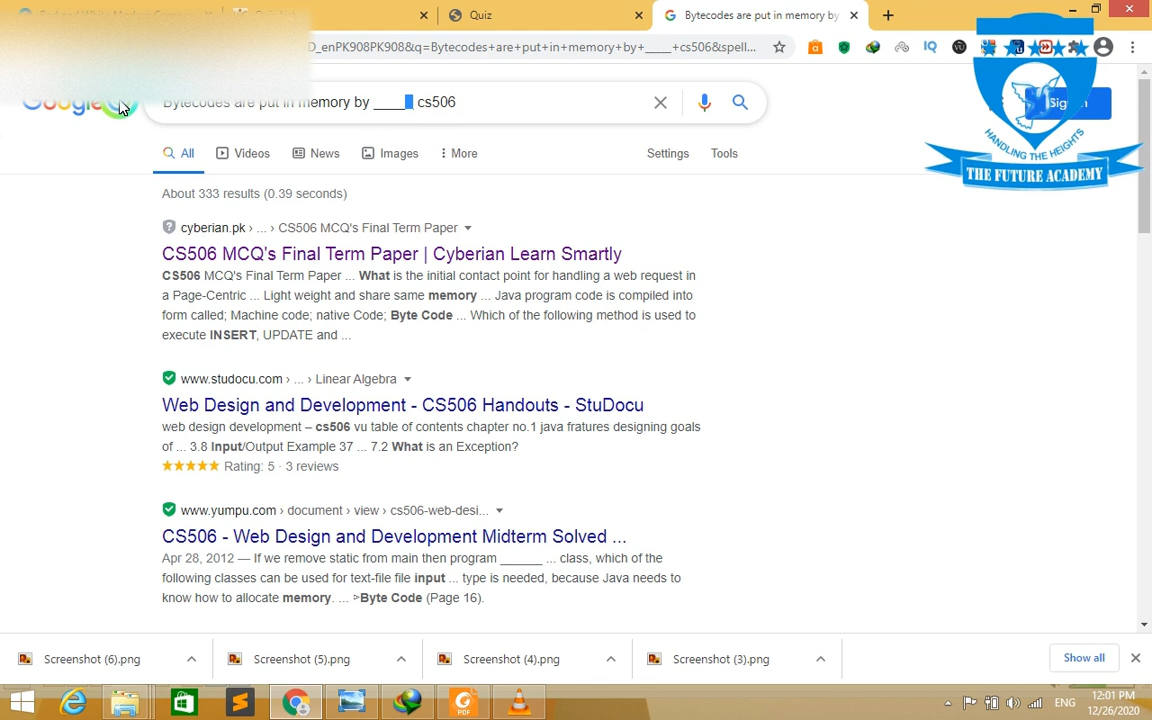 Quiz
Bytecodes are put in memory by
D_enPK908PK908&q=Bytecodes+are+put+in+memory+by+____+cs506&spell...
IQ
Google
Bytecodes are put in memory by ____ cs506
Sign in
HANDLING THE HEIGHTS
THE FUTURE ACADEMY
All
Videos
News
Images
More
Settings
Tools
About 333 results (0.39 seconds)
cyberian.pk › ... › CS506 MCQ's Final Term Paper
CS506 MCQ's Final Term Paper | Cyberian Learn Smartly
CS506 MCQ's Final Term Paper ... What is the initial contact point for handling a web request in
a Page-Centric ... Light weight and share same memory ... Java program code is compiled into
form called; Machine code; native Code; Byte Code ... Which of the following method is used to
execute INSERT, UPDATE and ...
www.studocu.com › ... › Linear Algebra
Web Design and Development - CS506 Handouts - StuDocu
web design development – cs506 vu table of contents chapter no.1 java fratures designing goals
of ... 3.8 Input/Output Example 37 ... 7.2 What is an Exception?
Rating: 5 · 3 reviews
www.yumpu.com › document › view › cs506-web-desi...
CS506 - Web Design and Development Midterm Solved ...
Apr 28, 2012 — If we remove static from main then program ______ ... class, which of the
following classes can be used for text-file file input ... type is needed, because Java needs to
know how to allocate memory. ... ➢Byte Code (Page 16).
Screenshot (6).png
Screenshot (5).png
Screenshot (4).png
Screenshot (3).png
Show all
PDF
ENG
12:01 PM
12/26/2020